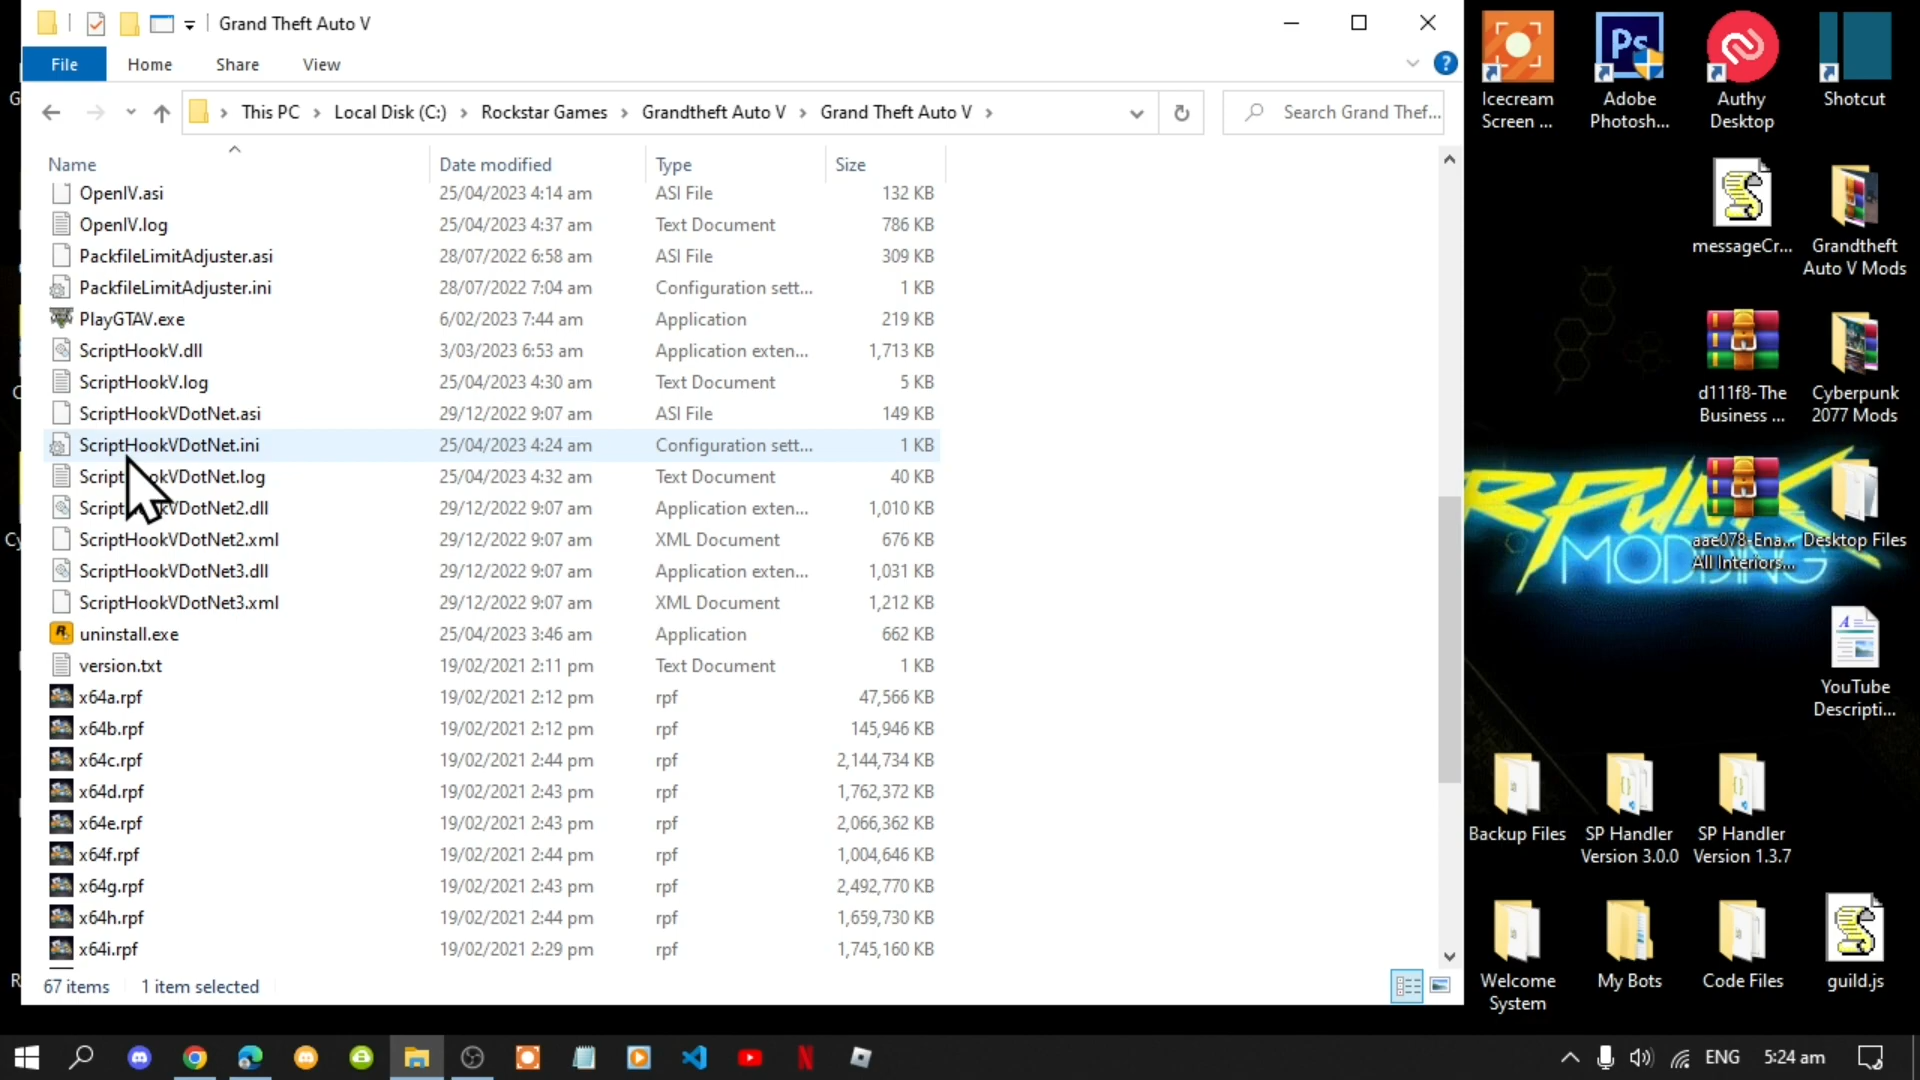 Grand Theft Auto V
File Home Share View
This PC Local Disk (C:) Rockstar Games Grandtheft Auto V Grand Theft Auto V
Search Grand Thef...
Name Date modified Type Size
OpenIV.asi 25/04/2023 4:14 am ASI File 132 KB
OpenIV.log 25/04/2023 4:37 am Text Document 786 KB
PackfileLimitAdjuster.asi 28/07/2022 6:58 am ASI File 309 KB
PackfileLimitAdjuster.ini 28/07/2022 7:04 am Configuration sett... 1 KB
PlayGTAV.exe 6/02/2023 7:44 am Application 219 KB
ScriptHookV.dll 3/03/2023 6:53 am Application exten... 1,713 KB
ScriptHookV.log 25/04/2023 4:30 am Text Document 5 KB
ScriptHookVDotNet.asi 29/12/2022 9:07 am ASI File 149 KB
ScriptHookVDotNet.ini 25/04/2023 4:24 am Configuration sett... 1 KB
ScriptHookVDotNet.log 25/04/2023 4:32 am Text Document 40 KB
ScriptHookVDotNet2.dll 29/12/2022 9:07 am Application exten... 1,010 KB
ScriptHookVDotNet2.xml 29/12/2022 9:07 am XML Document 676 KB
ScriptHookVDotNet3.dll 29/12/2022 9:07 am Application exten... 1,031 KB
ScriptHookVDotNet3.xml 29/12/2022 9:07 am XML Document 1,212 KB
uninstall.exe 25/04/2023 3:46 am Application 662 KB
version.txt 19/02/2021 2:11 pm Text Document 1 KB
x64a.rpf 19/02/2021 2:12 pm rpf 47,566 KB
x64b.rpf 19/02/2021 2:12 pm rpf 145,946 KB
x64c.rpf 19/02/2021 2:44 pm rpf 2,144,734 KB
x64d.rpf 19/02/2021 2:43 pm rpf 1,762,372 KB
x64e.rpf 19/02/2021 2:43 pm rpf 2,066,362 KB
x64f.rpf 19/02/2021 2:44 pm rpf 1,004,646 KB
x64g.rpf 19/02/2021 2:43 pm rpf 2,492,770 KB
x64h.rpf 19/02/2021 2:44 pm rpf 1,659,730 KB
x64i.rpf 19/02/2021 2:29 pm rpf 1,745,160 KB
67 items 1 item selected
Ps
Icecream
Screen ...
Adobe
Photosh...
Authy
Desktop
Shotcut
messageCr...
Grandtheft
Auto V Mods
d111f8-The
Business ...
Cyberpunk
2077 Mods
RPUNK
MODDING
aae078-Ena...
All Interiors...
Desktop Files
YouTube
Descripti...
Backup Files
SP Handler
Version 3.0.0
SP Handler
Version 1.3.7
Welcome
System
My Bots
Code Files
guild.js
ENG 5:24 am